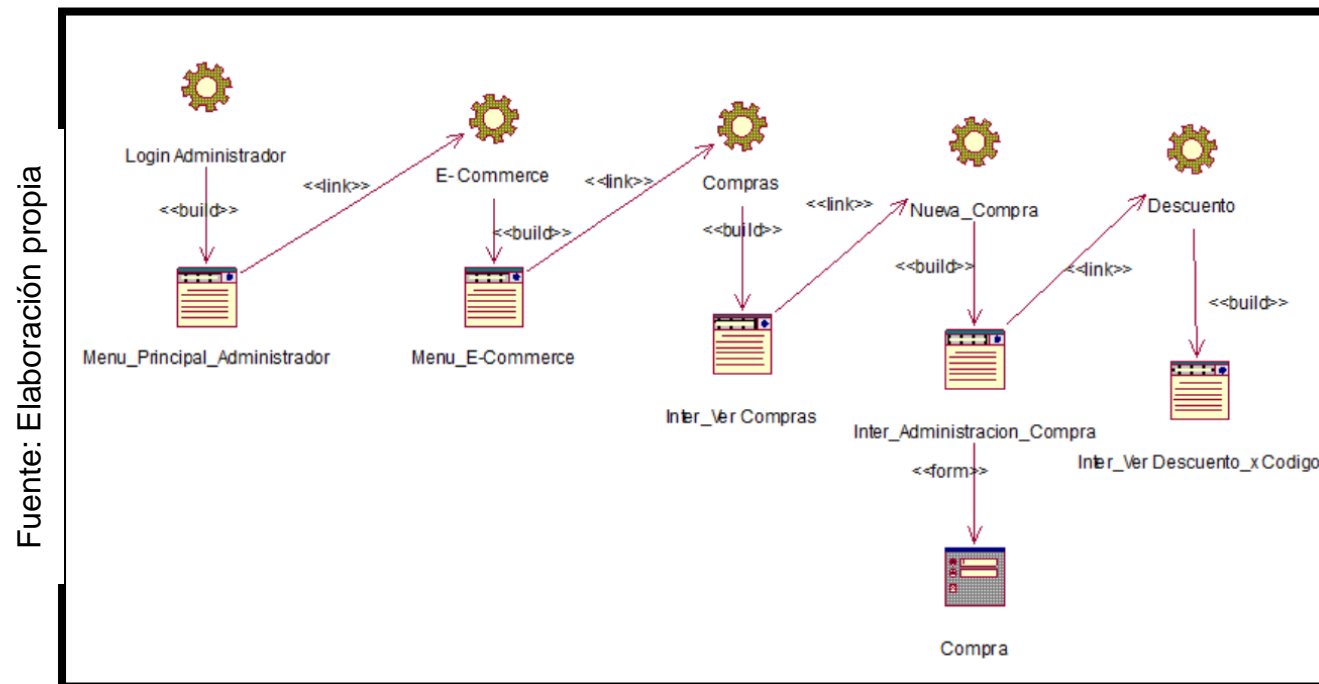 Fuente: Elaboración propia
Login Administrador
<<build>>
Menu_Principal_Administrador
<<link>>
E- Commerce
<<build>>
Menu_E-Commerce
<<link>>
Compras
<<build>>
Inter_Ver Compras
<<link>>
Nueva_Compra
<<build>>
Inter_Administracion_Compra
<<form>>
Compra
<<link>>
Descuento
<<build>>
Inter_Ver Descuento_x Codigo